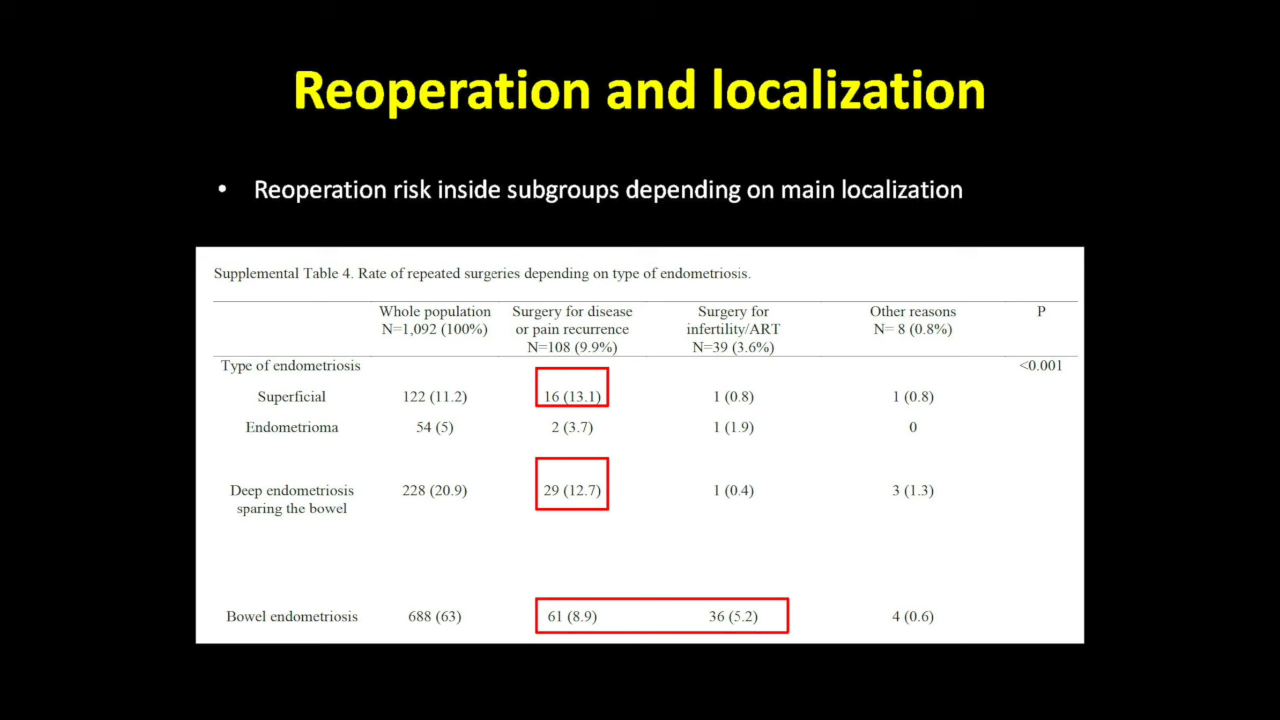 Reoperation and localization
• Reoperation risk inside subgroups depending on main localization
Supplemental Table 4. Rate of repeated surgeries depending on type of endometriosis.
Whole population Surgery for disease Surgery for Other reasons P
N=1,092 (100%) or pain recurrence infertility/ART N= 8 (0.8%)
N=108 (9.9%) N=39 (3.6%)
Type of endometriosis <0.001
Superficial 122 (11.2) 16 (13.1) 1 (0.8) 1 (0.8)
Endometrioma 54 (5) 2 (3.7) 1 (1.9) 0
Deep endometriosis 228 (20.9) 29 (12.7) 1 (0.4) 3 (1.3)
sparing the bowel
Bowel endometriosis 688 (63) 61 (8.9) 36 (5.2) 4 (0.6)